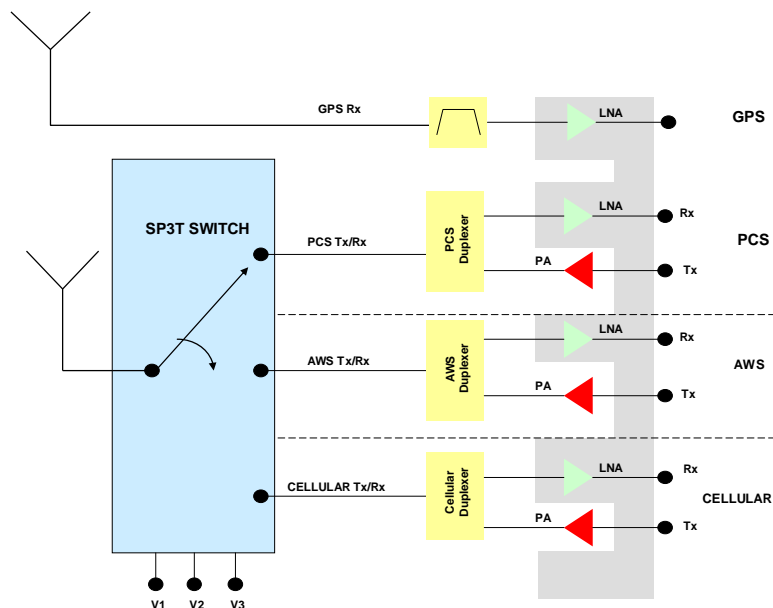 GPS Rx
LNA
GPS
SP3T SWITCH
PCS Tx/Rx
PCS
Duplexer
LNA
Rx
PCS
PA
Tx
AWS Tx/Rx
AWS
Duplexer
LNA
Rx
AWS
PA
Tx
CELLULAR Tx/Rx
Cellular
Duplexer
LNA
Rx
CELLULAR
PA
Tx
V1
V2
V3